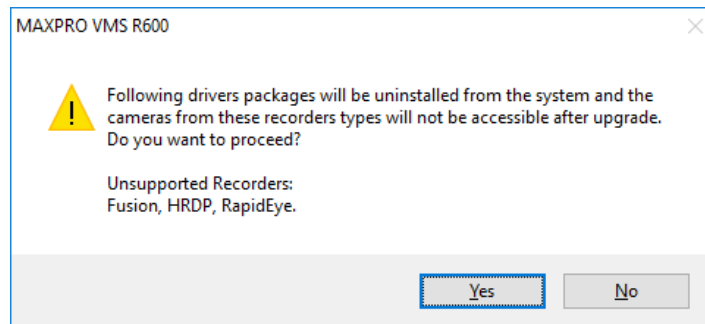 MAXPRO VMS R600
Following drivers packages will be uninstalled from the system and the
cameras from these recorders types will not be accessible after upgrade.
Do you want to proceed?
Unsupported Recorders:
Fusion, HRDP, RapidEye.
Yes
No